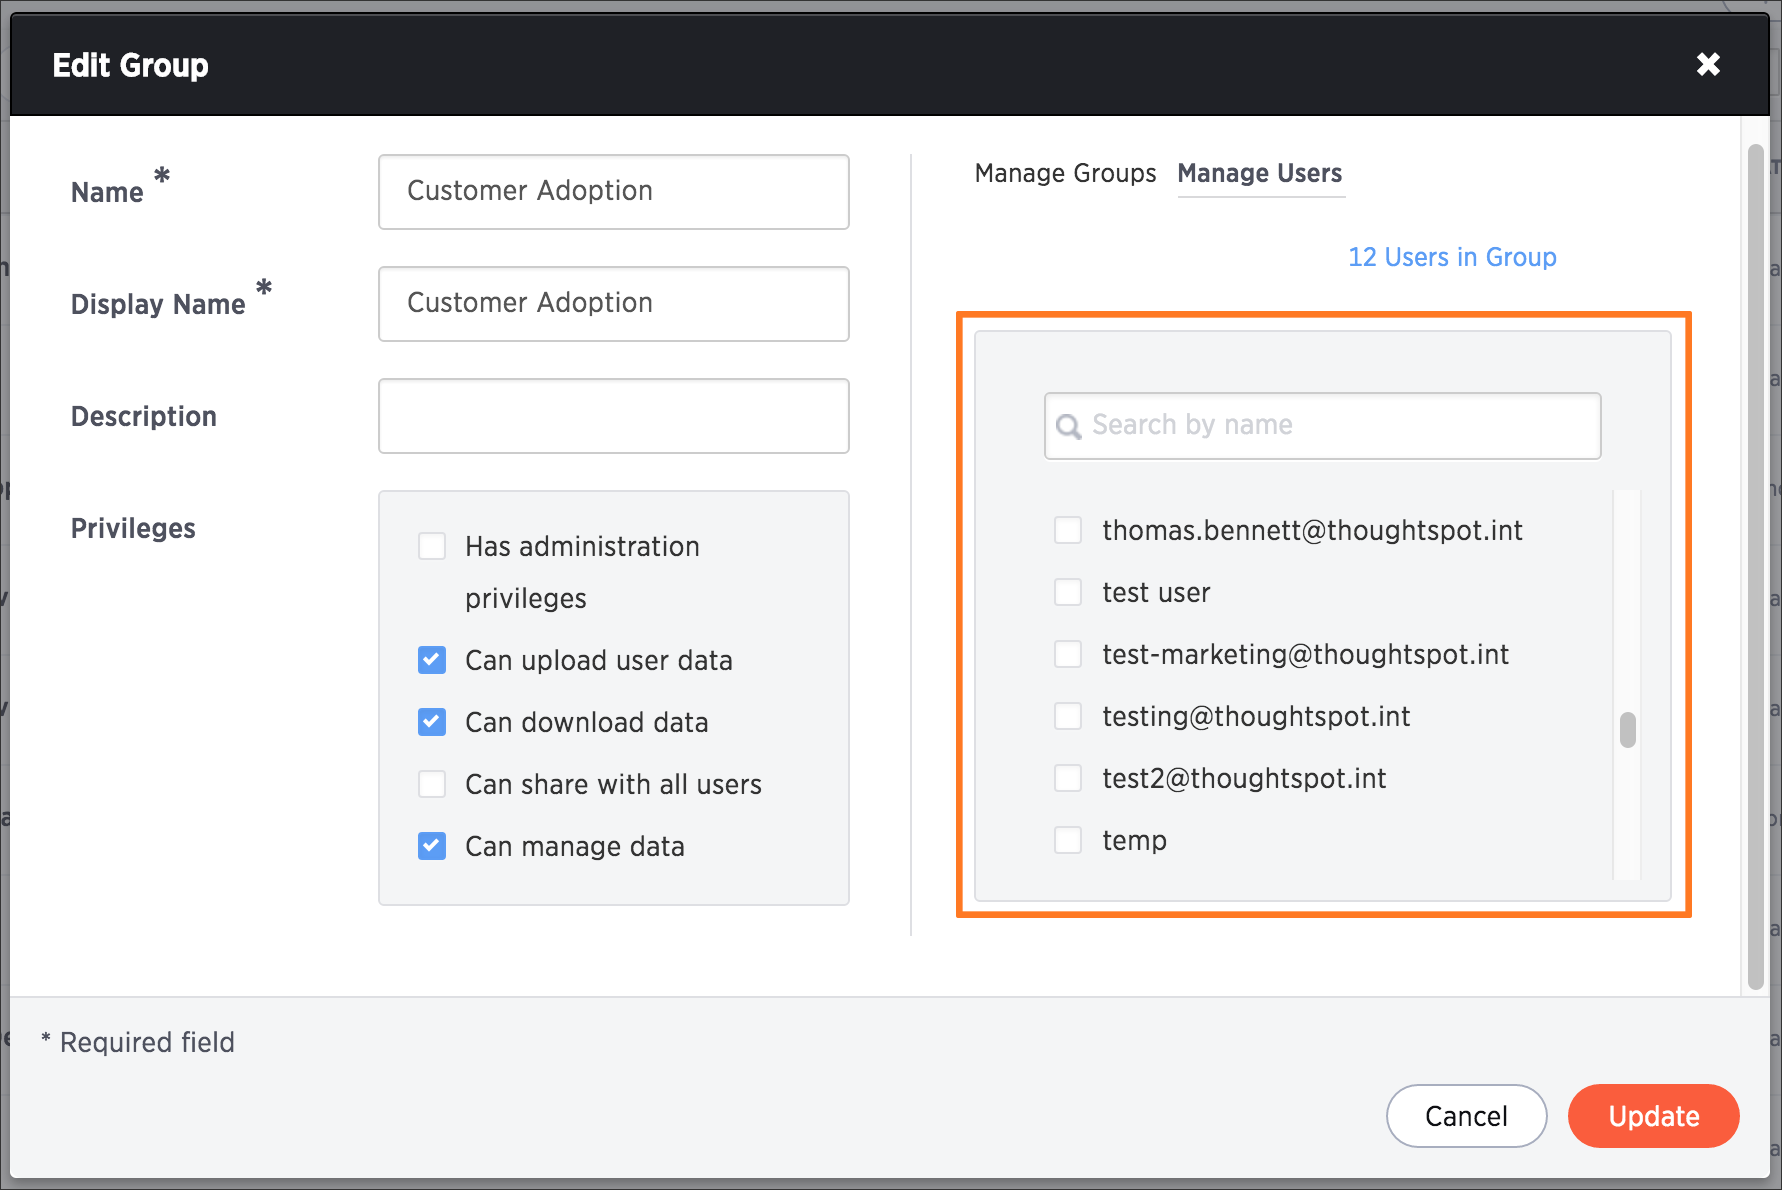 Edit Group
Name *
Customer Adoption
Display Name *
Customer Adoption
Description
Privileges
Has administration
privileges
Can upload user data
Can download data
Can share with all users
Can manage data
Manage Groups Manage Users
12 Users in Group
Search by name
thomas.bennett@thoughtspot.int
test user
test-marketing@thoughtspot.int
testing@thoughtspot.int
test2@thoughtspot.int
temp
* Required field
Cancel Update